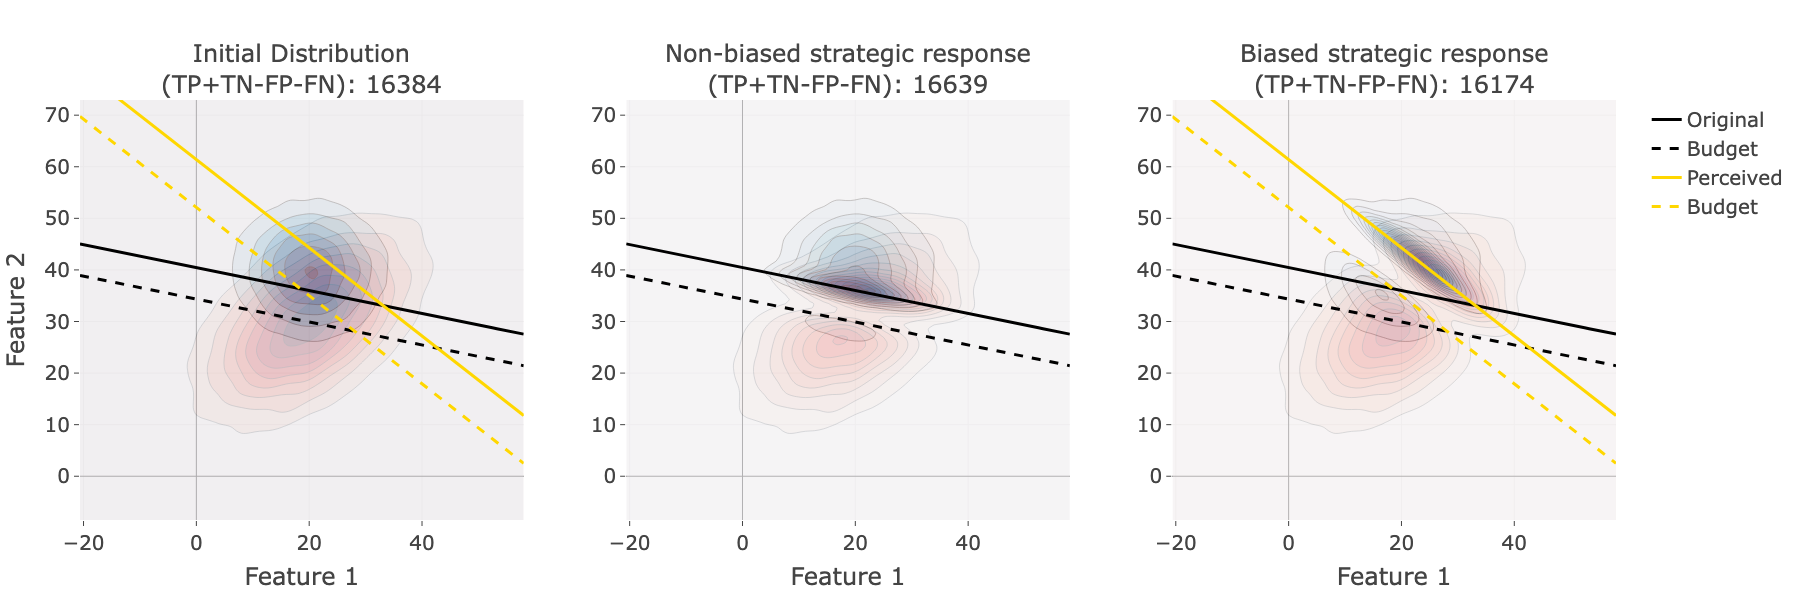 Initial Distribution
(TP+TN-FP-FN): 16384
Non-biased strategic response
(TP+TN-FP-FN): 16639
Biased strategic response
(TP+TN-FP-FN): 16174
Feature 2
70
60
50
40
30
20
10
0
−20
0
20
40
Feature 1
70
60
50
40
30
20
10
0
−20
0
20
40
Feature 1
70
60
50
40
30
20
10
0
−20
0
20
40
Feature 1
Original
Budget
Perceived
Budget